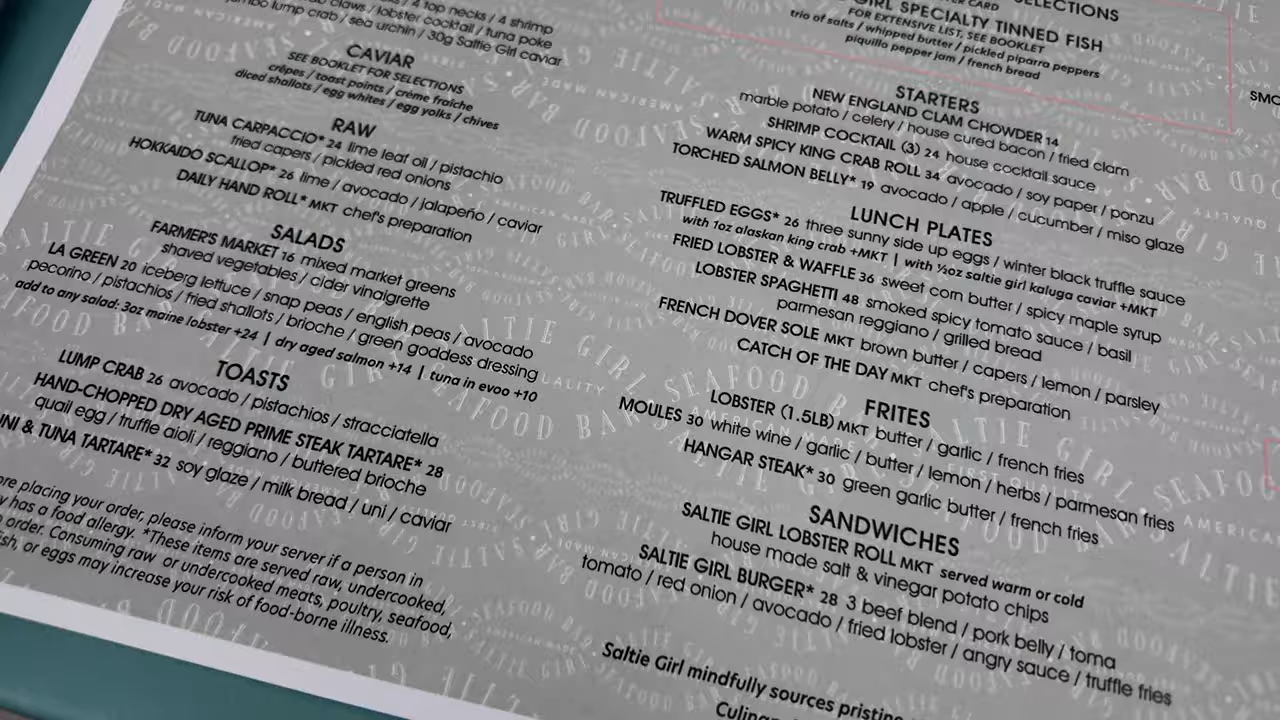 / 4 top necks / 4 shrimp
crab claws / lobster cocktail / tuna poke
jumbo lump crab / sea urchin / 30g Saltie Girl caviar
CAVIAR
SEE BOOKLET FOR SELECTIONS
crêpes / toast points / crème fraîche
diced shallots / egg whites / egg yolks / chives
RAW
TUNA CARPACCIO* 24 lime leaf oil / pistachio
fried capers / pickled red onions
HOKKAIDO SCALLOP* 26 lime / avocado / jalapeño / caviar
DAILY HAND ROLL* MKT chef's preparation
SALADS
FARMER'S MARKET 16 mixed market greens
shaved vegetables / cider vinaigrette
LA GREEN 20 iceberg lettuce / snap peas / english peas / avocado
pecorino / pistachios / fried shallots / brioche / green goddess dressing
add to any salad: 3oz maine lobster +24 | dry aged salmon +14 | tuna in evoo +10
TOASTS
LUMP CRAB 26 avocado / pistachios / stracciatella
HAND-CHOPPED DRY AGED PRIME STEAK TARTARE* 28
quail egg / truffle aioli / reggiano / buttered brioche
& TUNA TARTARE* 32 soy glaze / milk bread / uni / caviar
placing your order, please inform your server if a person in
has a food allergy. *These items are served raw, undercooked,
order. Consuming raw or undercooked meats, poultry, seafood,
or eggs may increase your risk of food-borne illness.
SELECTIONS
CARD
GIRL SPECIALTY TINNED FISH
FOR EXTENSIVE LIST, SEE BOOKLET
trio of salts / whipped butter / pickled piparra peppers
piquillo pepper jam / french bread
STARTERS
NEW ENGLAND CLAM CHOWDER 14
marble potato / celery / house cured bacon / fried clam
SHRIMP COCKTAIL (3) 24 house cocktail sauce
WARM SPICY KING CRAB ROLL 34 avocado / soy paper / ponzu
TORCHED SALMON BELLY* 19 avocado / apple / cucumber / miso glaze
LUNCH PLATES
TRUFFLED EGGS* 26 three sunny side up eggs / winter black truffle sauce
with 1oz alaskan king crab +MKT | with ½oz saltie girl kaluga caviar +MKT
FRIED LOBSTER & WAFFLE 36 sweet corn butter / spicy maple syrup
LOBSTER SPAGHETTI 48 smoked spicy tomato sauce / basil
parmesan reggiano / grilled bread
FRENCH DOVER SOLE MKT brown butter / capers / lemon / parsley
CATCH OF THE DAY MKT chef's preparation
FRITES
LOBSTER (1.5LB) MKT butter / garlic / french fries
MOULES 30 white wine / garlic / butter / lemon / herbs / parmesan fries
HANGAR STEAK* 30 green garlic butter / french fries
SANDWICHES
SALTIE GIRL LOBSTER ROLL MKT served warm or cold
house made salt & vinegar potato chips
SALTIE GIRL BURGER* 28 3 beef blend / pork belly / toma
tomato / red onion / avocado / fried lobster / angry sauce / truffle fries
Saltie Girl mindfully sources pristine